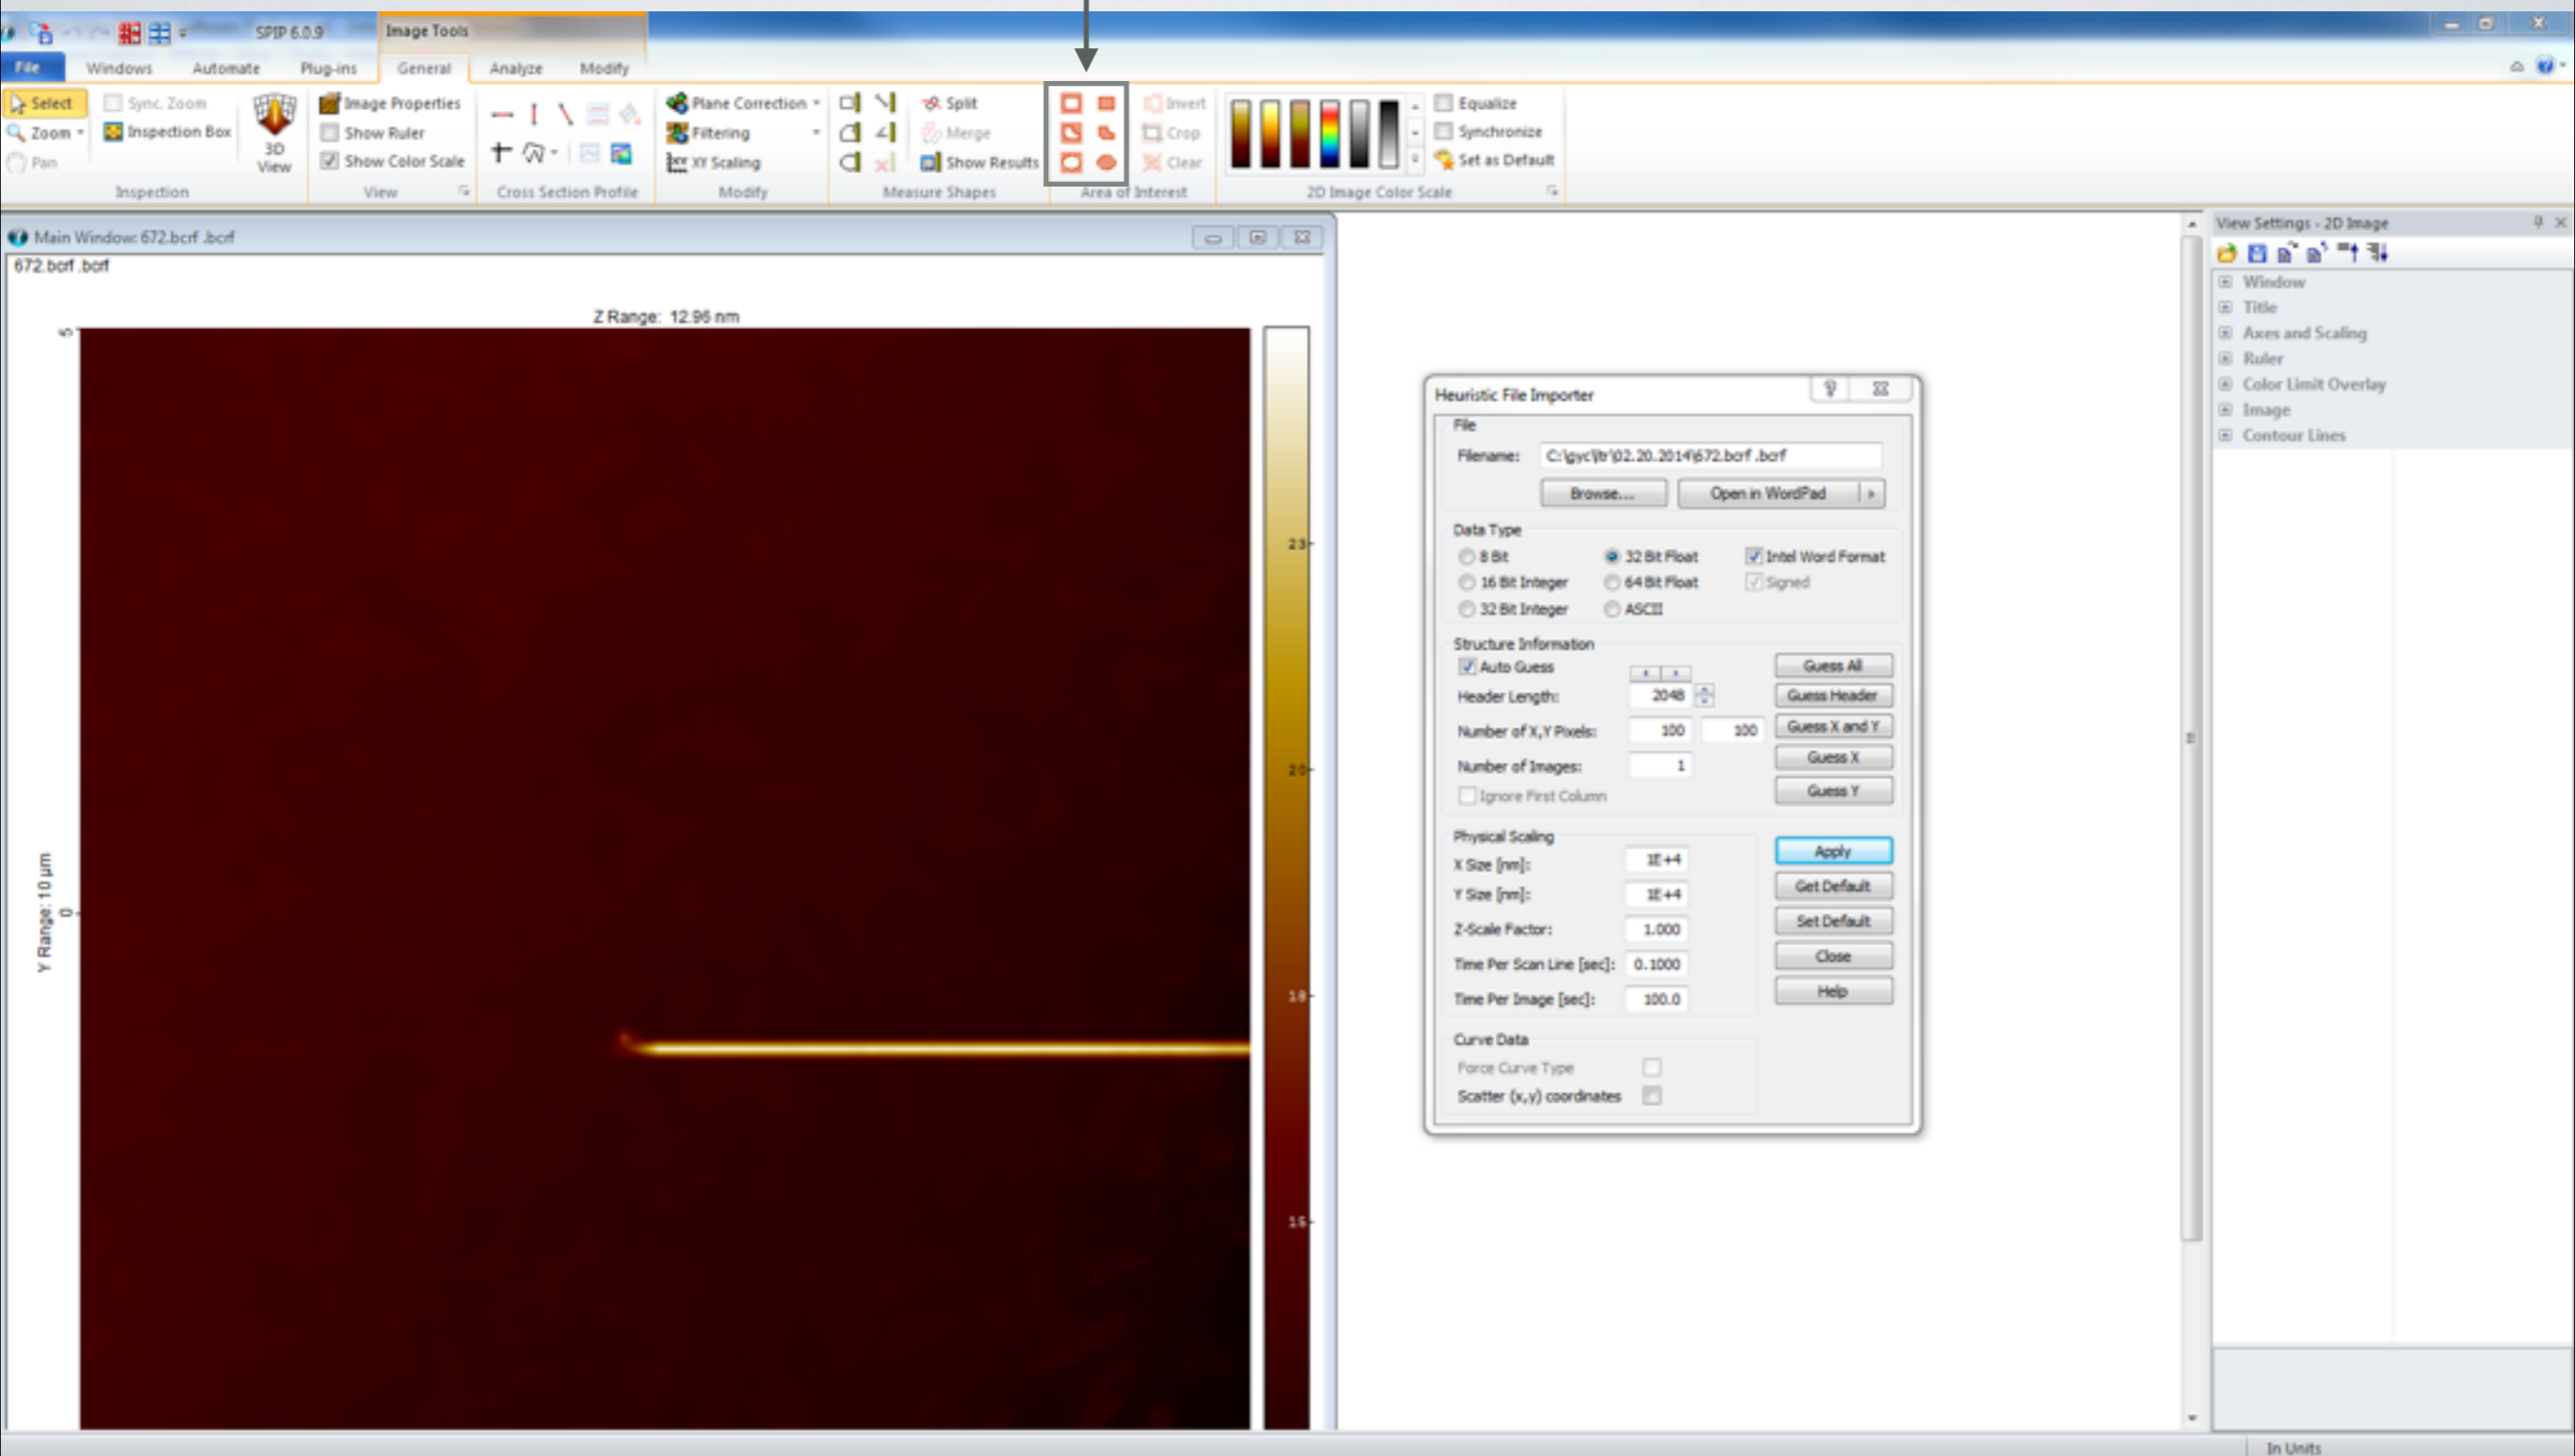 SPIP 6.0.9 Image Tools
File Windows Automate Plug-ins General Analyze Modify
Select Sync. Zoom Image Properties Plane Correction Split Invert Equalize
Zoom Inspection Box Show Ruler Filtering Merge Crop Synchronize
Pan 3D View Show Color Scale XY Scaling Show Results Clear Set as Default
Inspection View Cross Section Profile Modify Measure Shapes Area of Interest 2D Image Color Scale
Main Window: 672.bcrf .bcrf
672.bcrf .bcrf
Z Range: 12.96 nm
5
Y Range: 10 µm
0
23
20
18
15
Heuristic File Importer
File
Filename: C:\gyc\jtr\02.20.2014\672.bcrf .bcrf
Browse... Open in WordPad
Data Type
8 Bit 32 Bit Float Intel Word Format
16 Bit Integer 64 Bit Float Signed
32 Bit Integer ASCII
Structure Information
Auto Guess Guess All
Header Length: 2048 Guess Header
Number of X,Y Pixels: 100 100 Guess X and Y
Guess X
Number of Images: 1
Ignore First Column Guess Y
Physical Scaling
X Size [nm]: 1E+4 Apply
Y Size [nm]: 1E+4 Get Default
Z-Scale Factor: 1.000 Set Default
Time Per Scan Line [sec]: 0.1000 Close
Time Per Image [sec]: 100.0 Help
Curve Data
Force Curve Type
Scatter (x,y) coordinates
View Settings - 2D Image
Window
Title
Axes and Scaling
Ruler
Color Limit Overlay
Image
Contour Lines
In Units